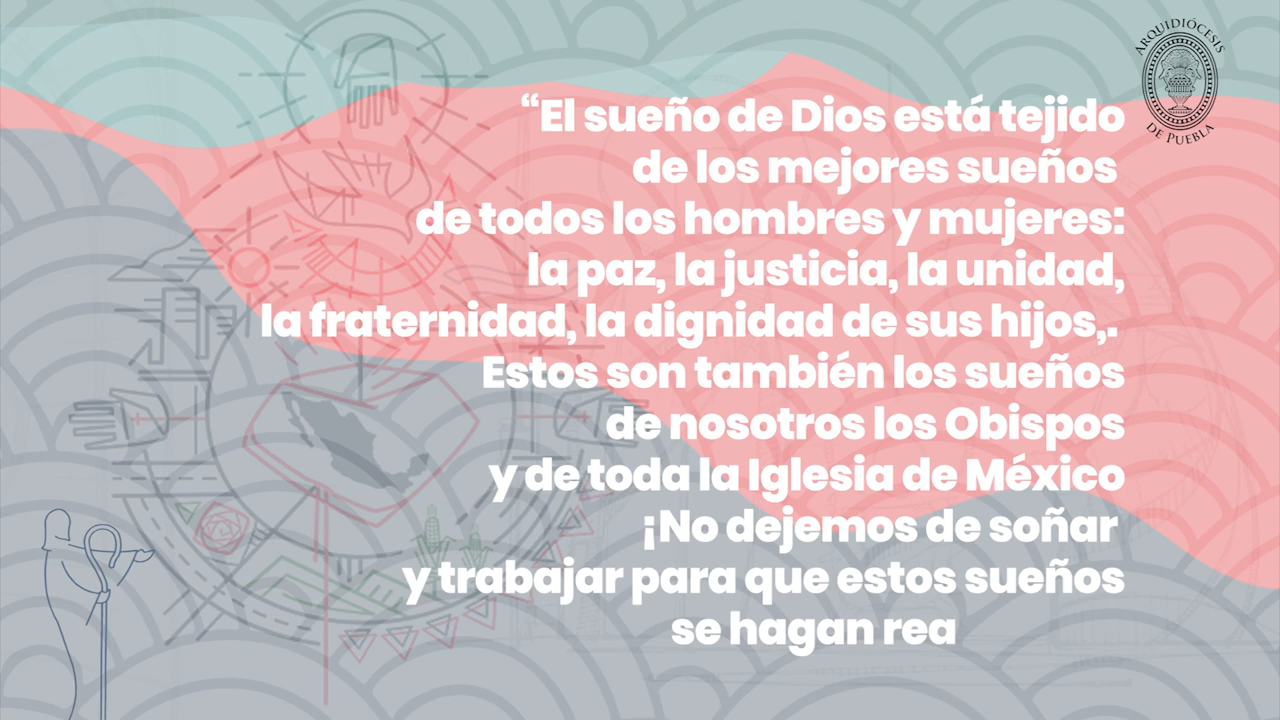 ARQUIDIÓCESIS
DE PUEBLA
“El sueño de Dios está tejido
de los mejores sueños
de todos los hombres y mujeres:
la paz, la justicia, la unidad,
la fraternidad, la dignidad de sus hijos,.
Estos son también los sueños
de nosotros los Obispos
y de toda la Iglesia de México
¡No dejemos de soñar
y trabajar para que estos sueños
se hagan rea